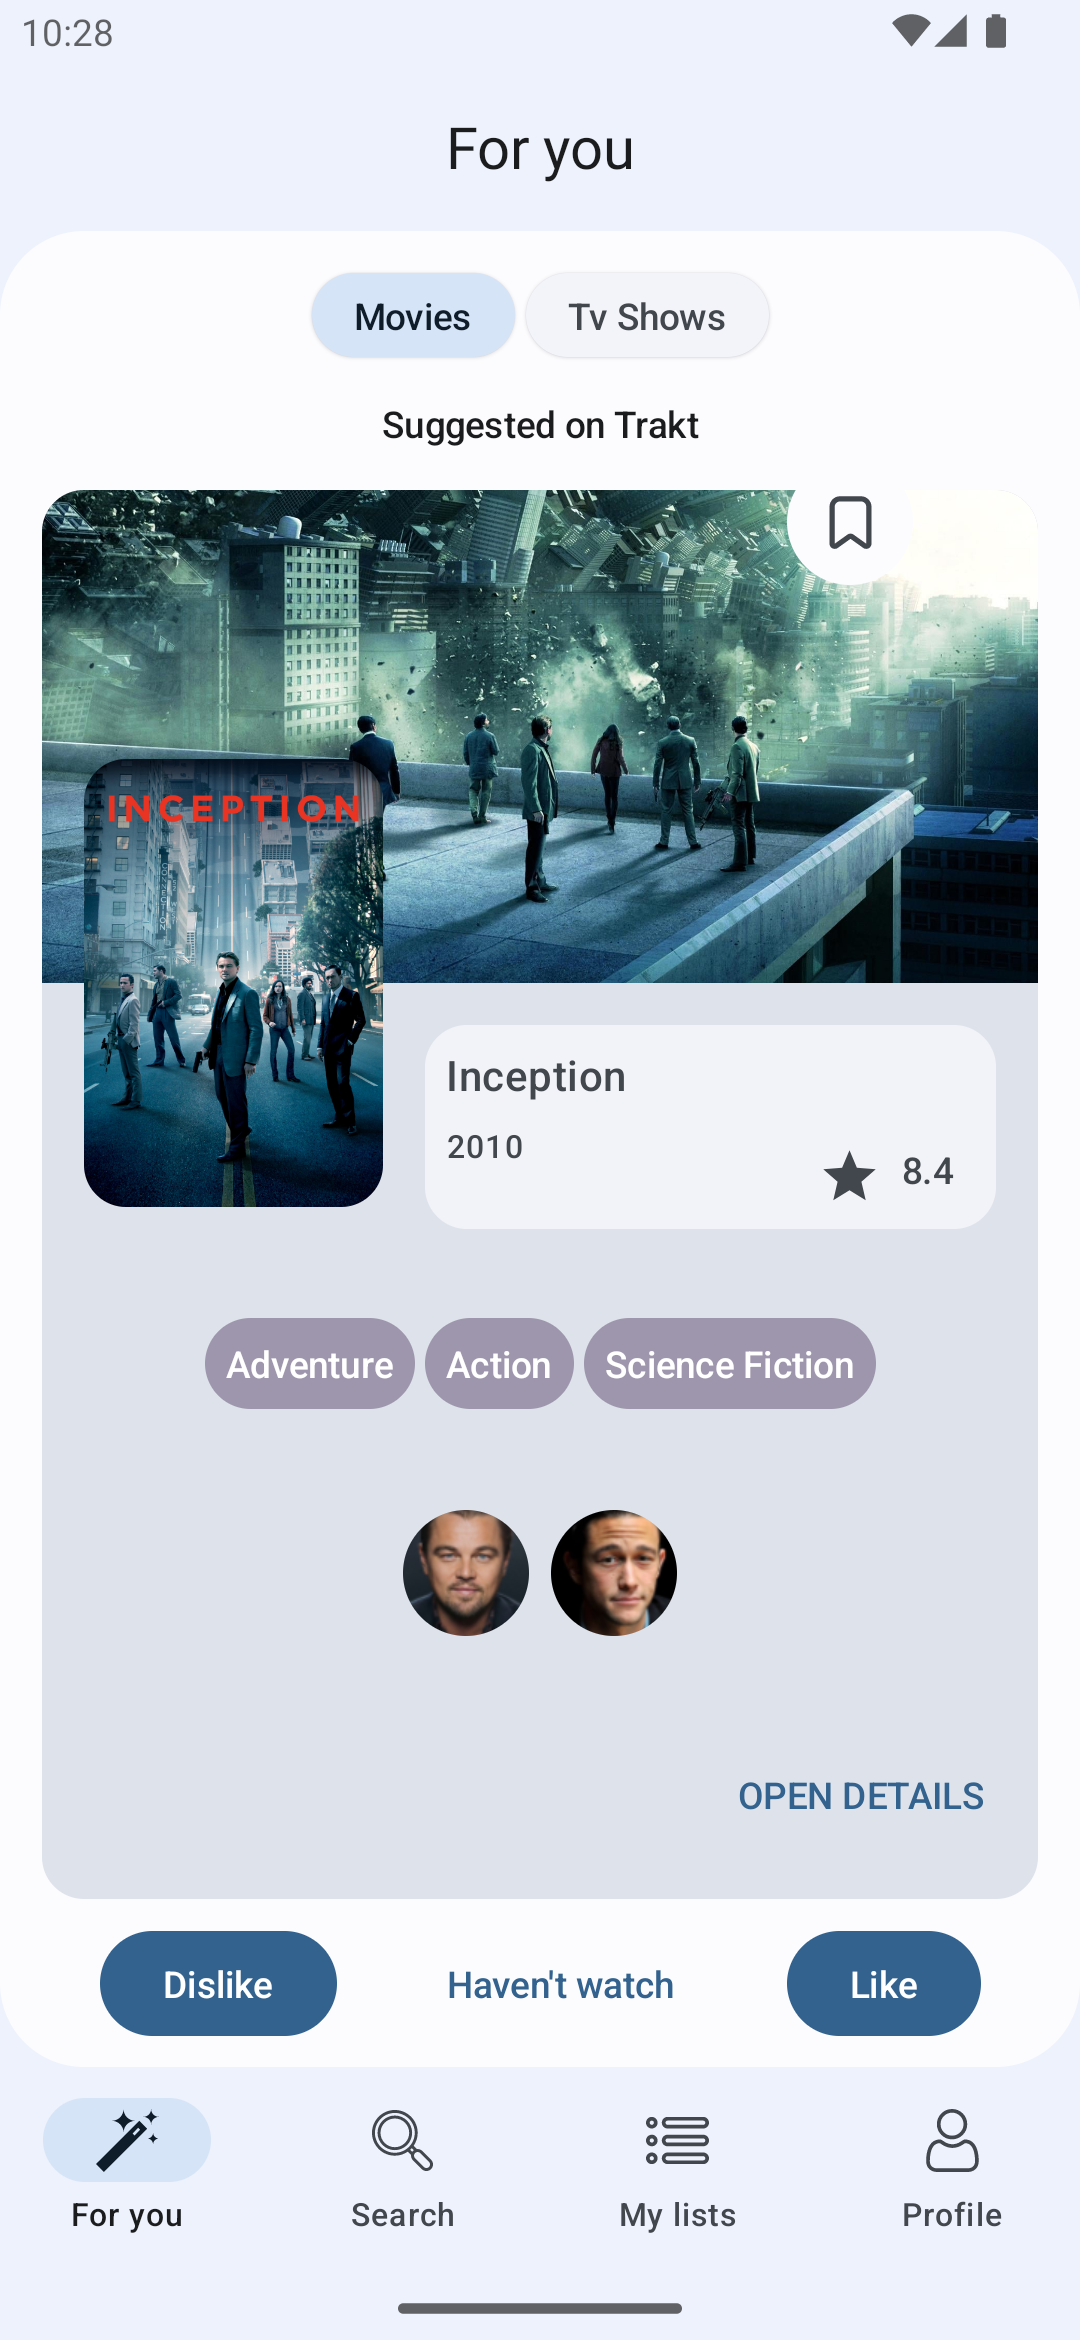 10:28
For you
Movies
Tv Shows
Suggested on Trakt
INCEPTION
Inception
2010
8.4
Adventure
Action
Science Fiction
OPEN DETAILS
Dislike
Haven't watch
Like
For you
Search
My lists
Profile